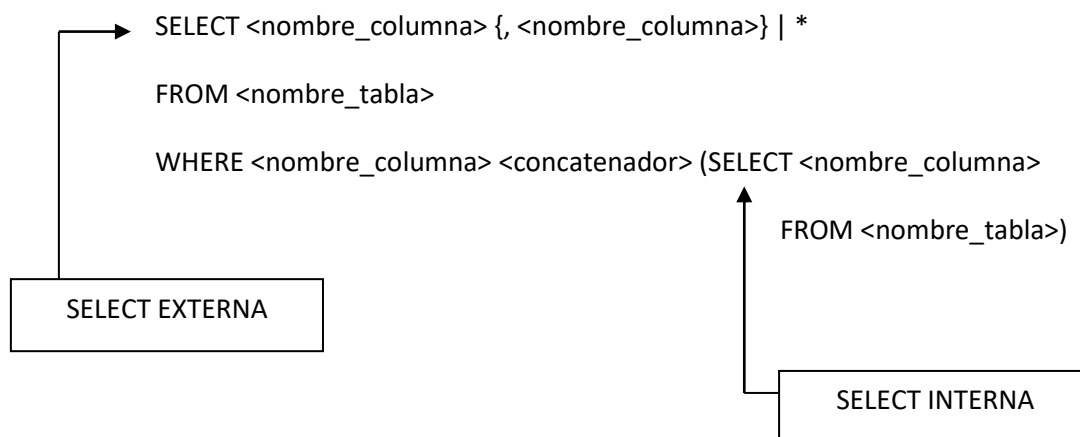 SELECT <nombre_columna> {, <nombre_columna>} | *
FROM <nombre_tabla>
WHERE <nombre_columna> <concatenador> (SELECT <nombre_columna>
FROM <nombre_tabla>)
SELECT EXTERNA
SELECT INTERNA